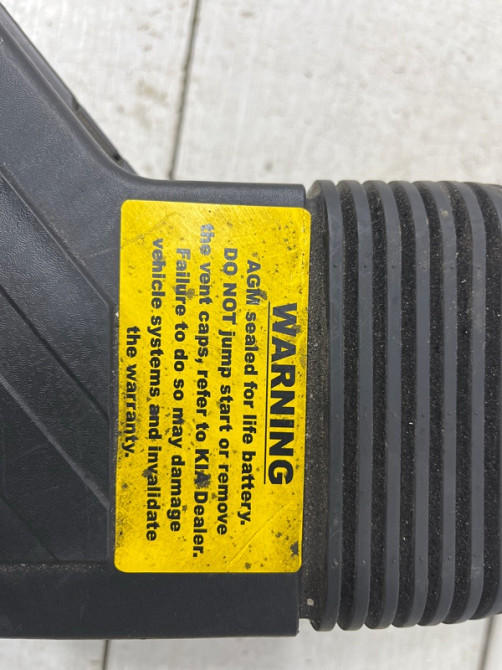 WARNING
AGM sealed for life battery.
DO NOT jump start or remove
the vent caps, refer to KIA Dealer.
Failure to do so may damage
vehicle systems and invalidate
the warranty.